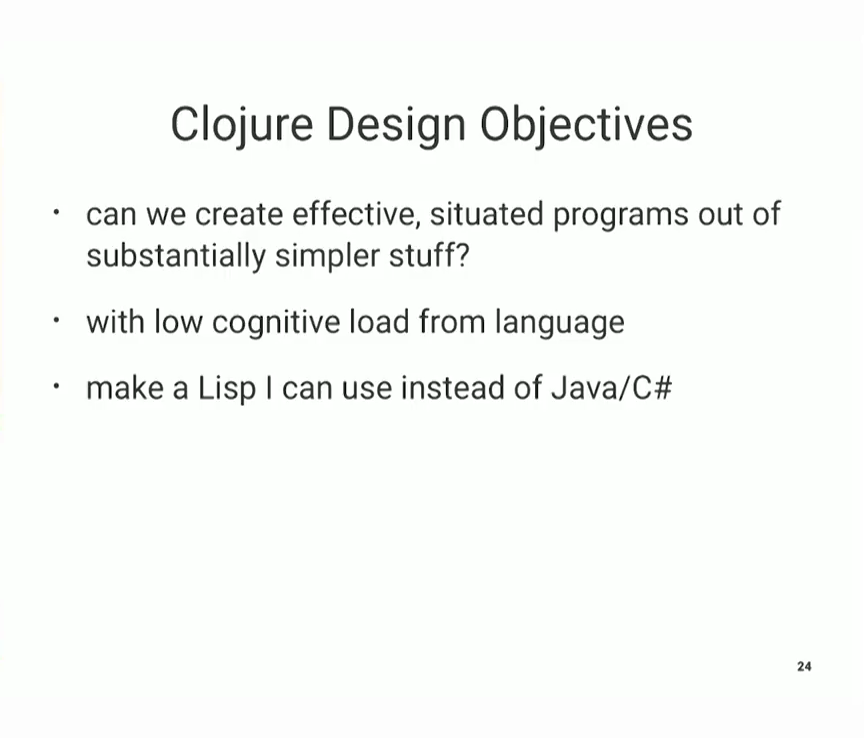 Clojure Design Objectives
• can we create effective, situated programs out of
substantially simpler stuff?
• with low cognitive load from language
• make a Lisp I can use instead of Java/C#
24